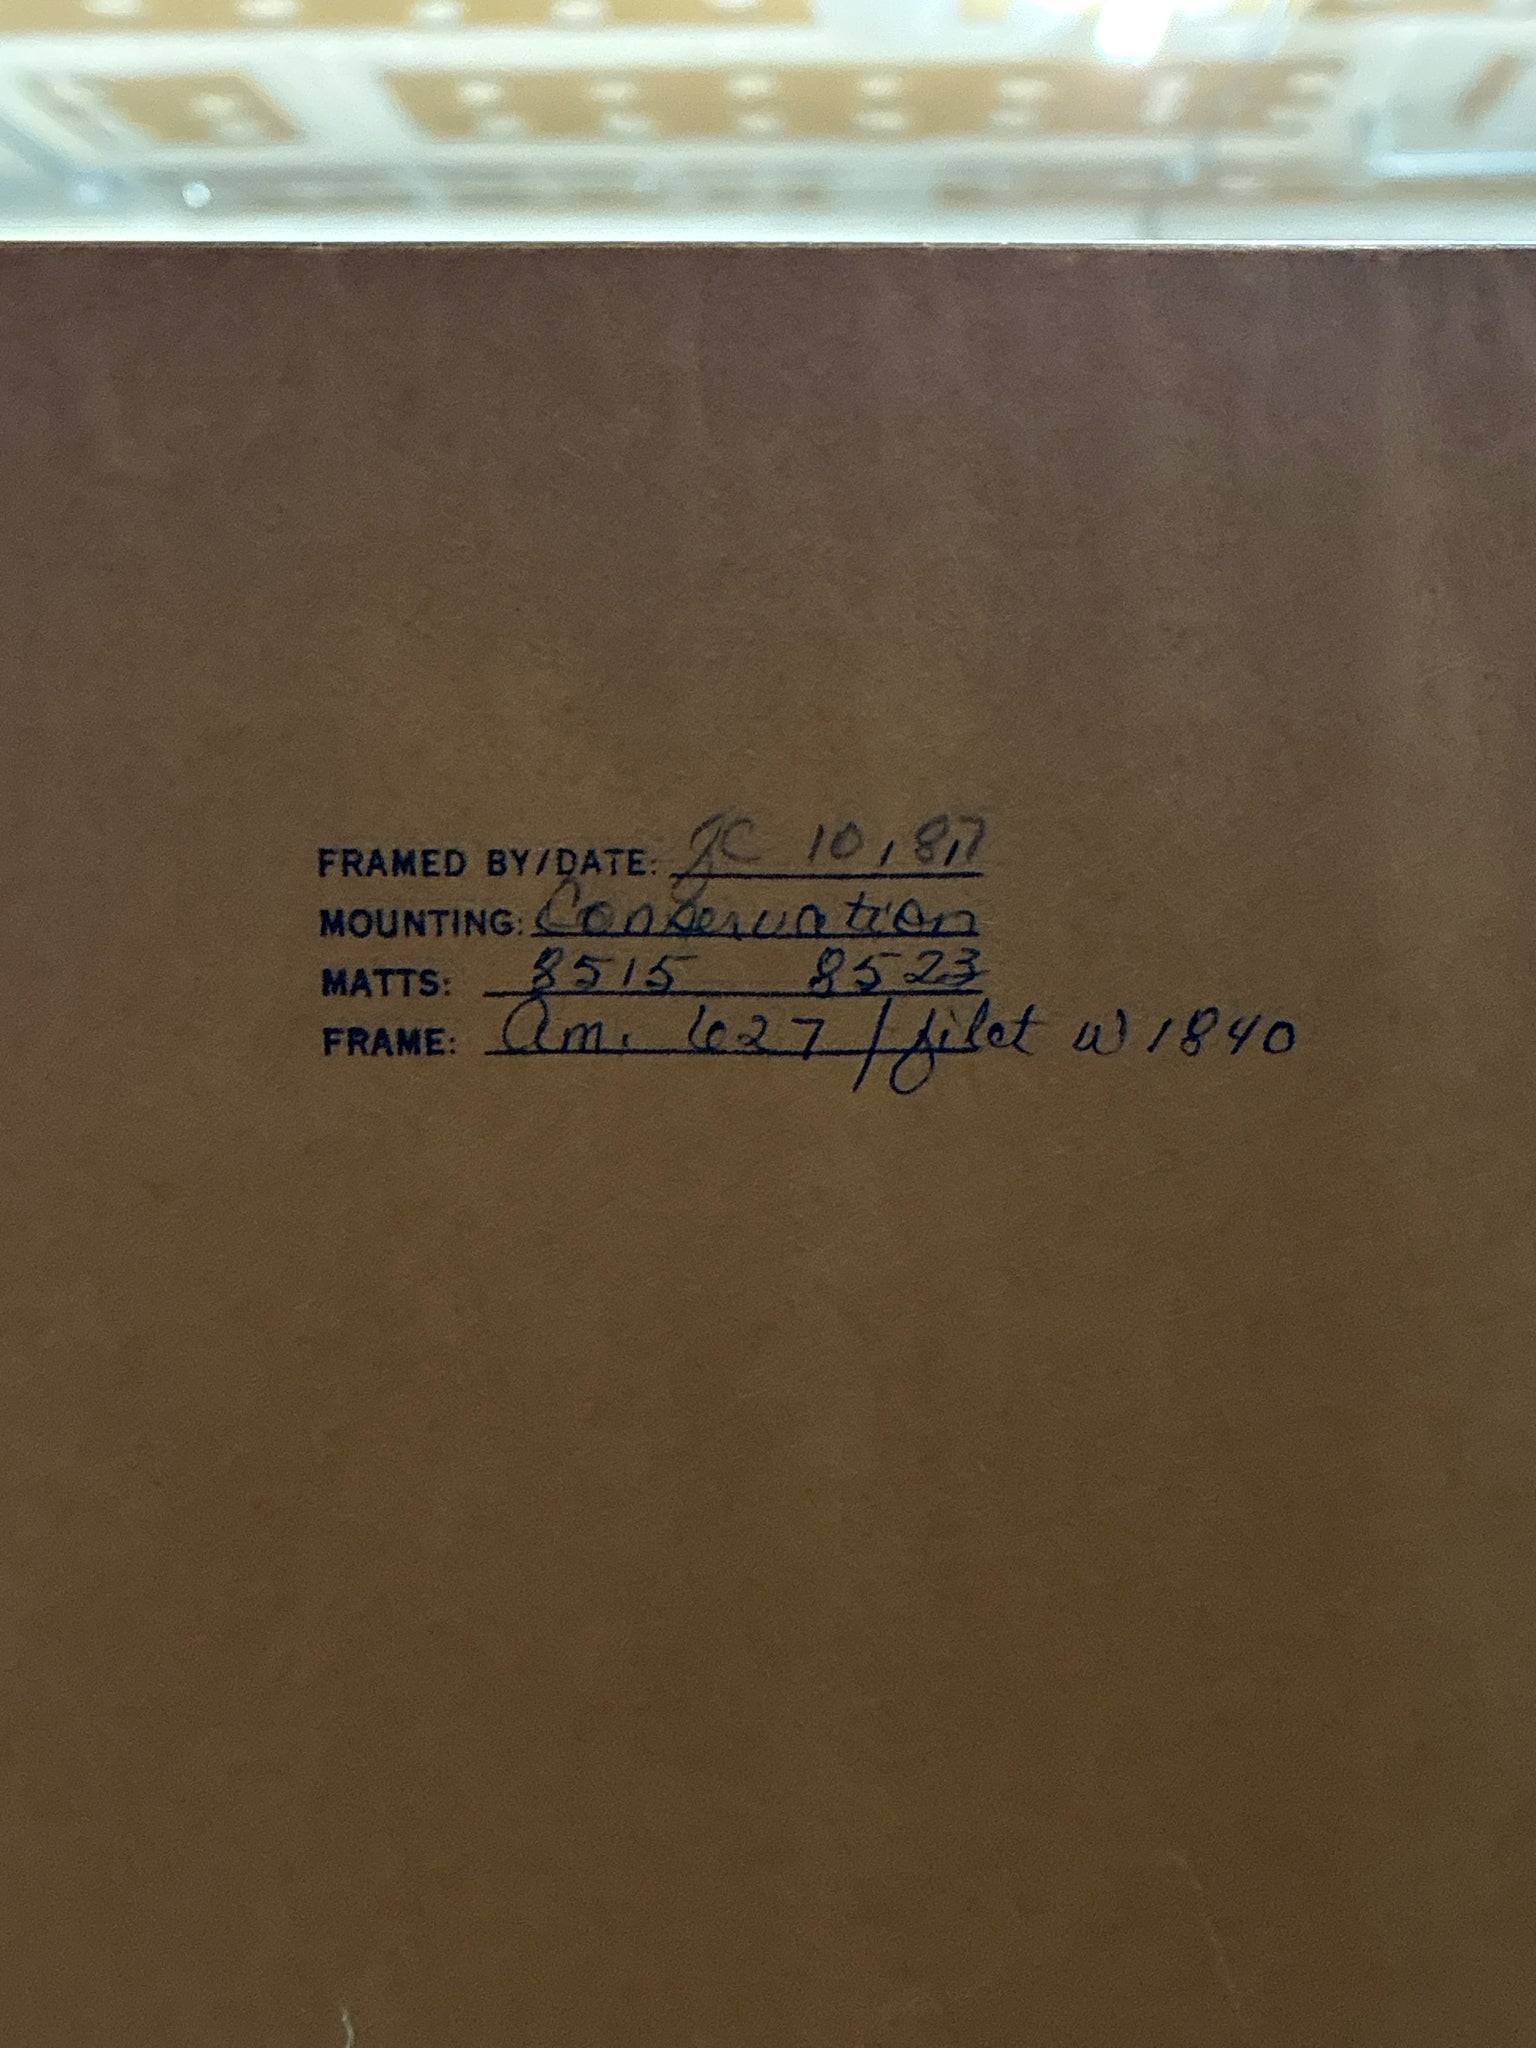 FRAMED BY/DATE: JC 10,87
MOUNTING: Conservation
MATTS: 8515 8523
FRAME: Am. 627 / filet W1840